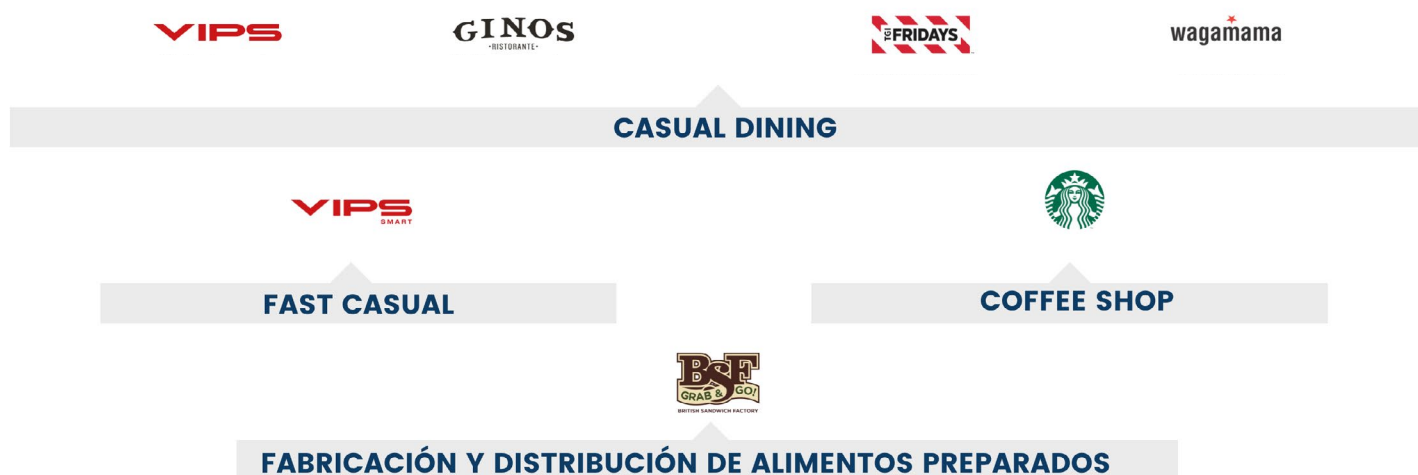 VIPS
GINOS
·RISTORANTE·
TGI FRIDAYS
wagamama
CASUAL DINING
VIPS
SMART
FAST CASUAL
COFFEE SHOP
BSF
GRAB & GO!
BRITISH SANDWICH FACTORY
FABRICACIÓN Y DISTRIBUCIÓN DE ALIMENTOS PREPARADOS